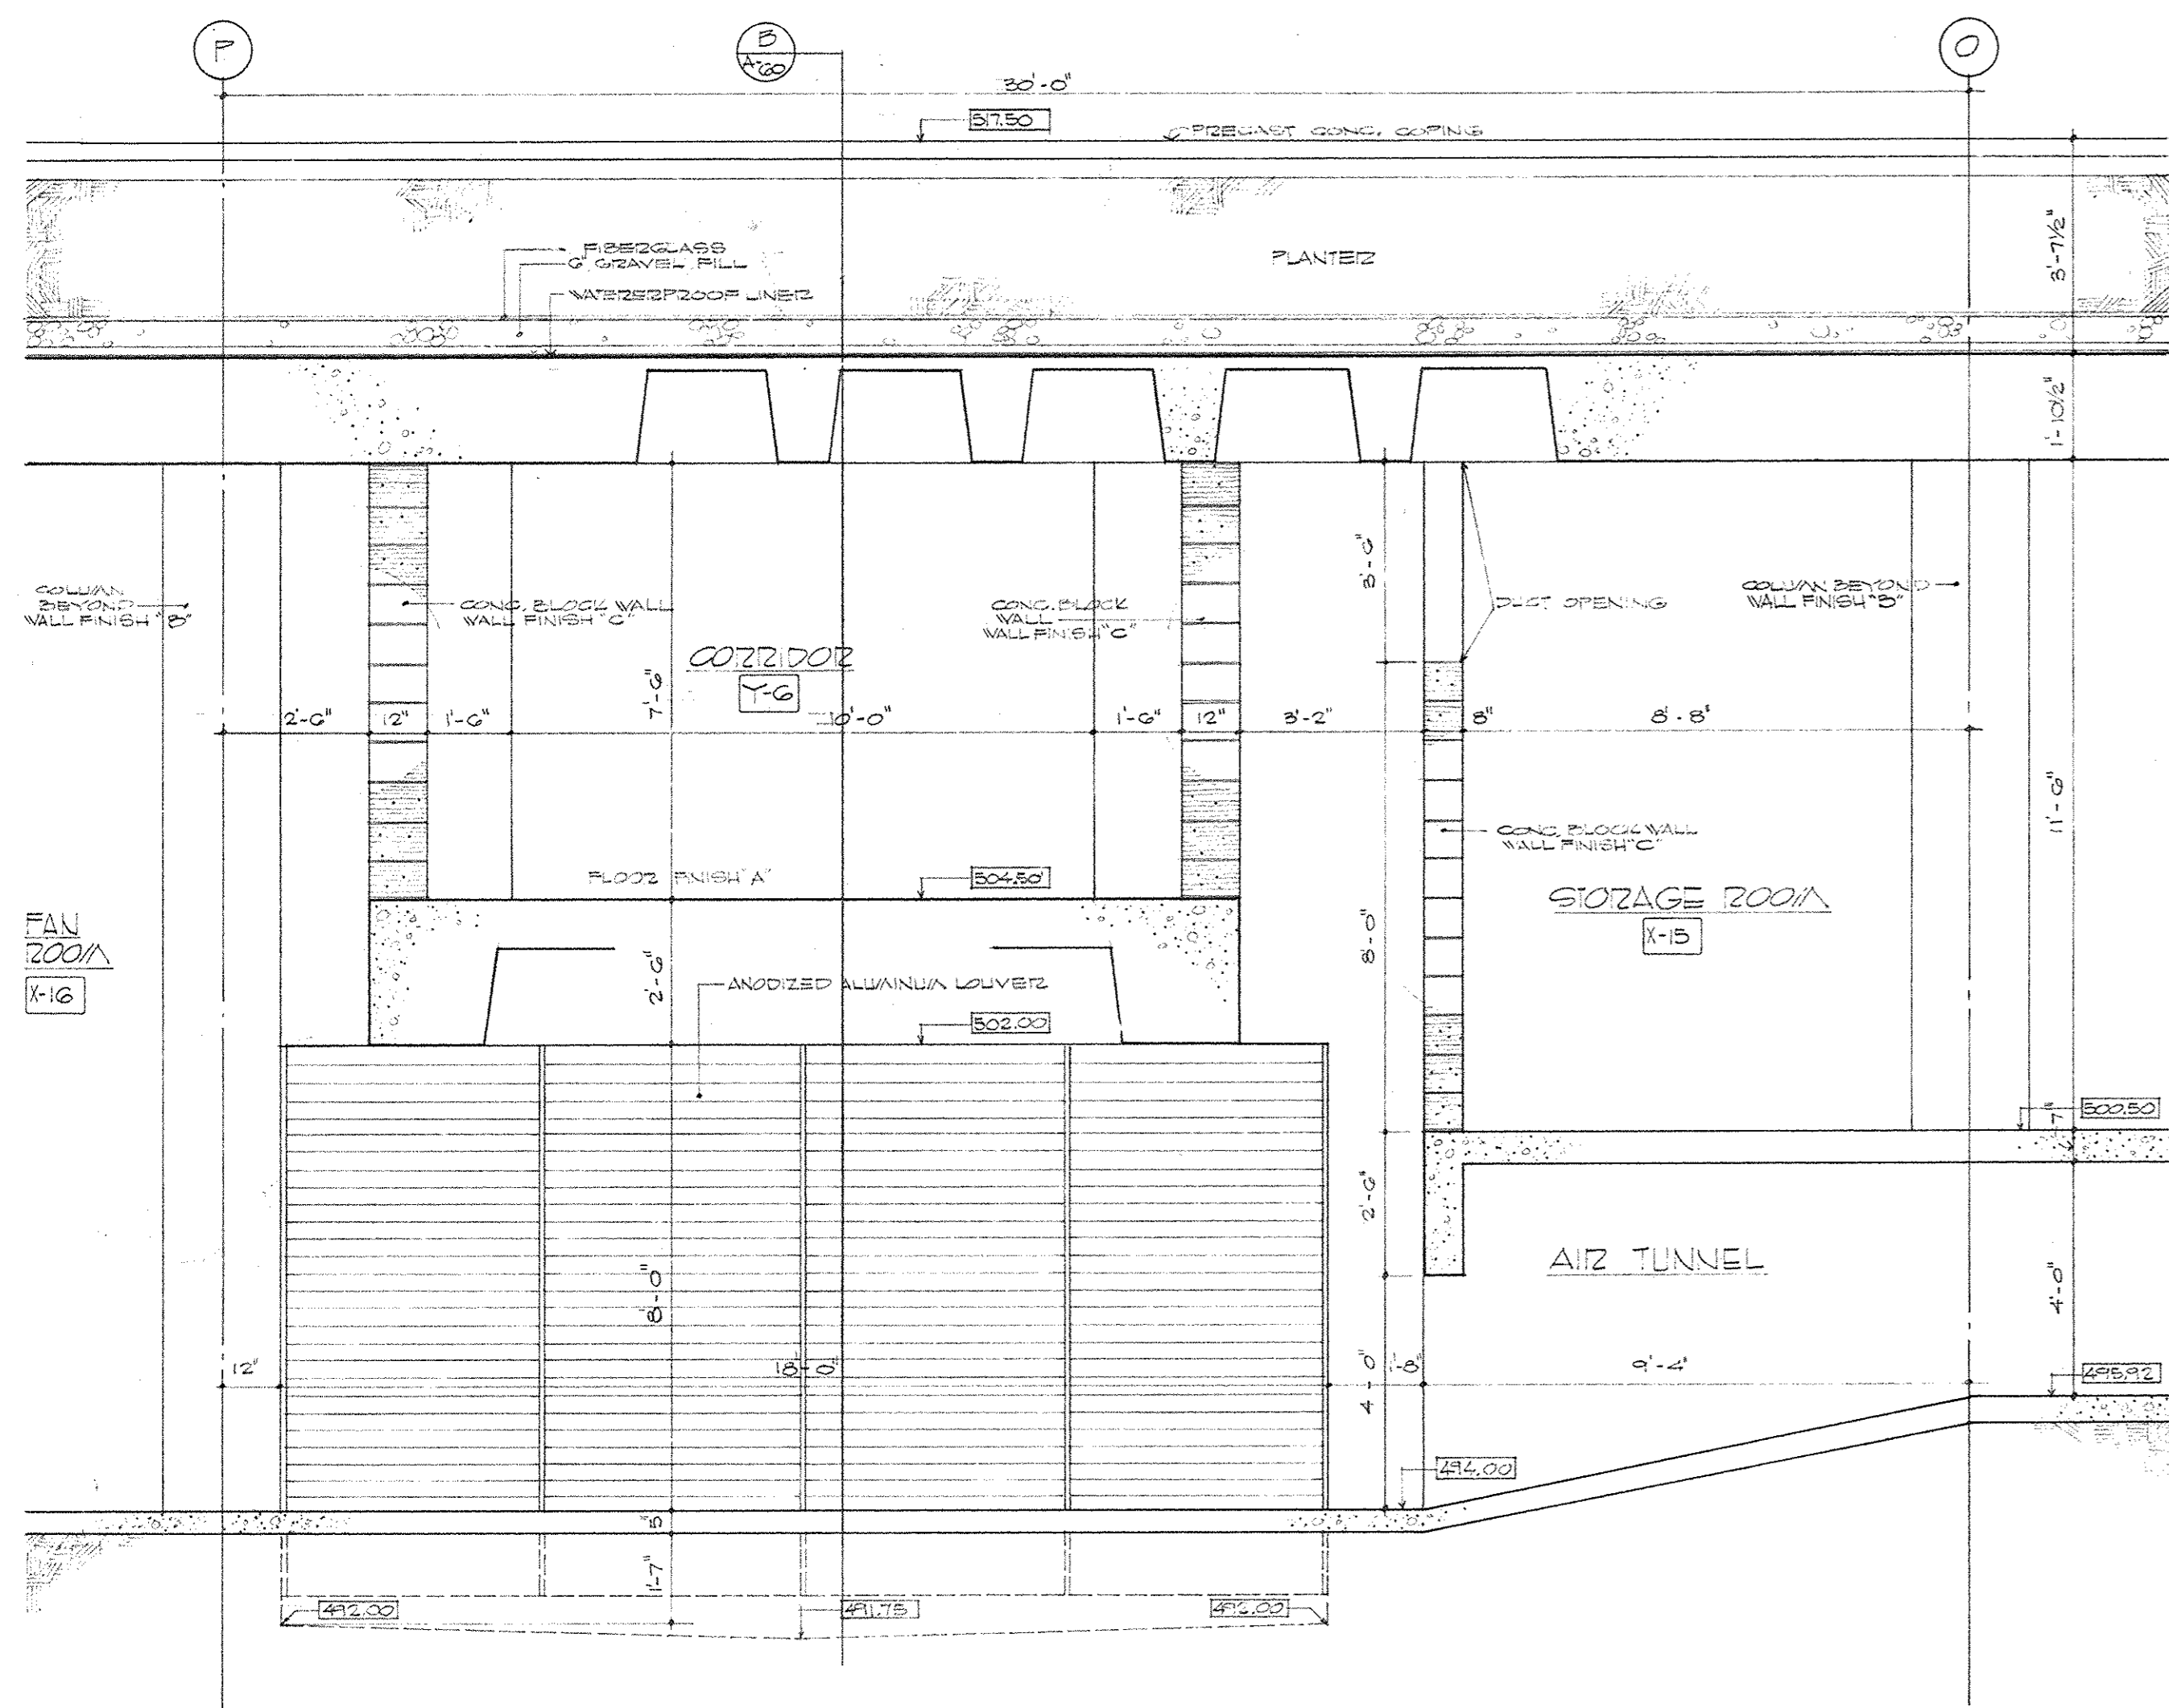 P
B
A-60
O
30'-0"
517.50
PRECAST CONC. COPING
FIBERGLASS
6" GRAVEL FILL
WATERERPROOF LINER
PLANTER
3'-7½"
1'-10½"
COLUMN
BEYOND
WALL FINISH "B"
CONC. BLOCK WALL
WALL FINISH "C"
CONC. BLOCK
WALL
WALL FINISH "C"
3'-6"
DUCT OPENING
COLUMN BEYOND
WALL FINISH "B"
CORRIDOR
Y-6
7'-6"
2'-6"
12"
1'-6"
10'-0"
1'-6"
12"
3'-2"
8"
8'-8"
11'-6"
CONC. BLOCK WALL
WALL FINISH "C"
FLOOR FINISH "A"
504.50'
STORAGE ROOM
X-15
8'-0"
FAN
ROOM
X-16
2'-6"
ANODIZED ALUMINUM LOUVER
502.00
500.50
7"
2'-6"
AIR TUNNEL
8'-0"
4'-0"
12"
18'-0"
4'-0"
1'-8"
9'-4"
495.92
494.00
5"
1'-7"
492.00
491.75
492.00